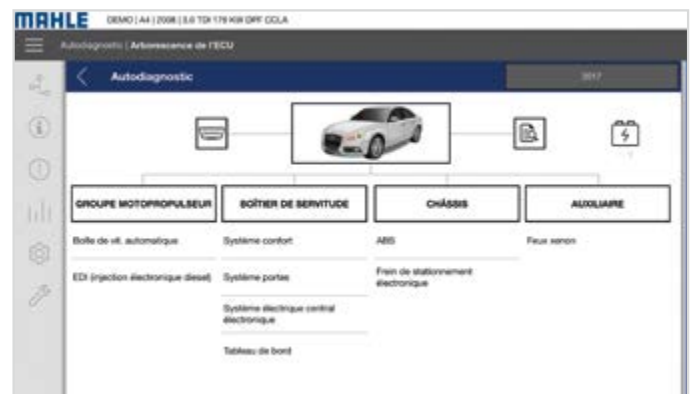 MAHLE
DEMO | A4 | 2008 | 3.0 TDI 179 KW DPF CCLA
Autodiagnostic | Arborescence de l'ECU
Autodiagnostic
2017
GROUPE MOTOPROPULSEUR
BOÎTIER DE SERVITUDE
CHÂSSIS
AUXILIAIRE
Boîte de vit. automatique
Système confort
ABS
Feux xenon
EDI (injection électronique diesel)
Système portes
Frein de stationnement
électronique
Système électrique central
électronique
Tableau de bord